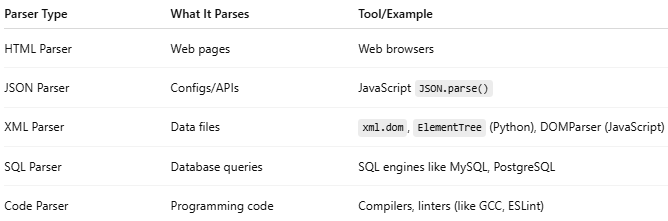 Parser Type What It Parses Tool/Example
HTML Parser Web pages Web browsers
JSON Parser Configs/APIs JavaScript JSON.parse()
XML Parser Data files xml.dom, ElementTree (Python), DOMParser (JavaScript)
SQL Parser Database queries SQL engines like MySQL, PostgreSQL
Code Parser Programming code Compilers, linters (like GCC, ESLint)